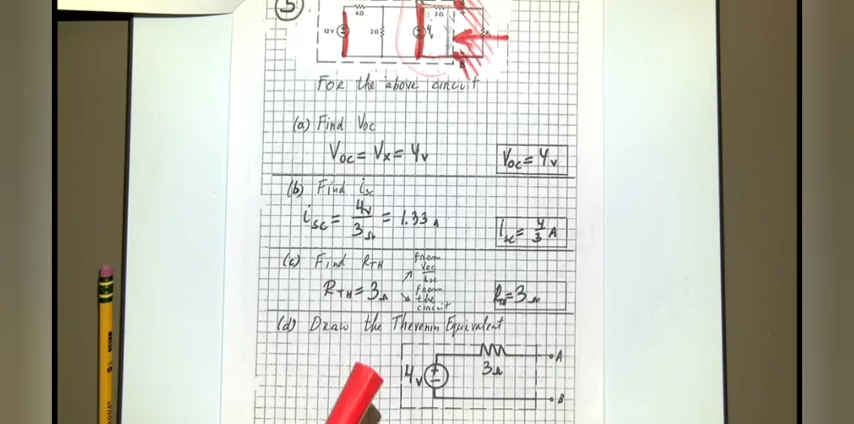 5
4Ω
3Ω
12V
2Ω
4v
B
For the above circuit
(a) Find Voc
Voc = Vx = 4v
Voc = 4v
(b) Find isc
isc = 4v / 3Ω = 1.33 A
Isc = 4/3 A
(c) Find RTH
from
Voc
isc
RTH = 3Ω
from
the
circuit
RTH = 3Ω
(d) Draw the Thevenin Equivalent
A
4v
3Ω
B